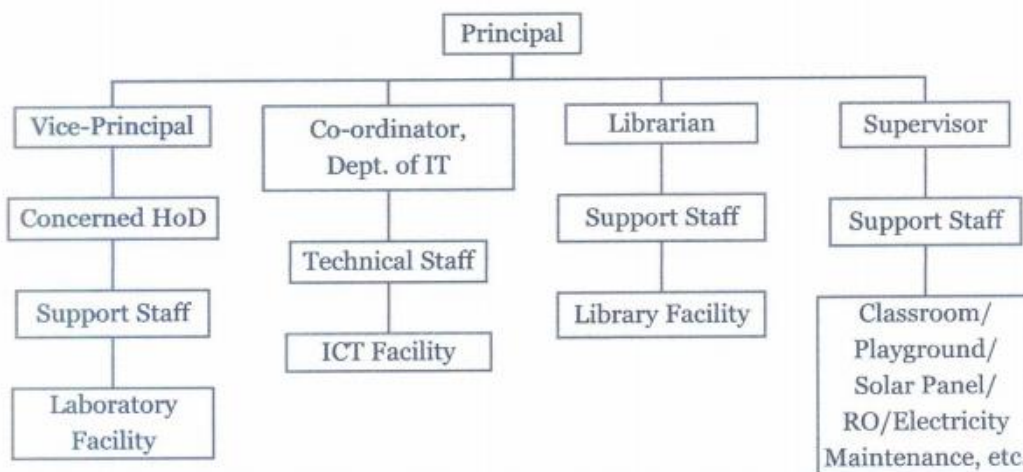 Principal
Vice-Principal
Co-ordinator,
Dept. of IT
Librarian
Supervisor
Concerned HoD
Technical Staff
Support Staff
Support Staff
Support Staff
ICT Facility
Library Facility
Laboratory
Facility
Classroom/
Playground/
Solar Panel/
RO/Electricity
Maintenance, etc